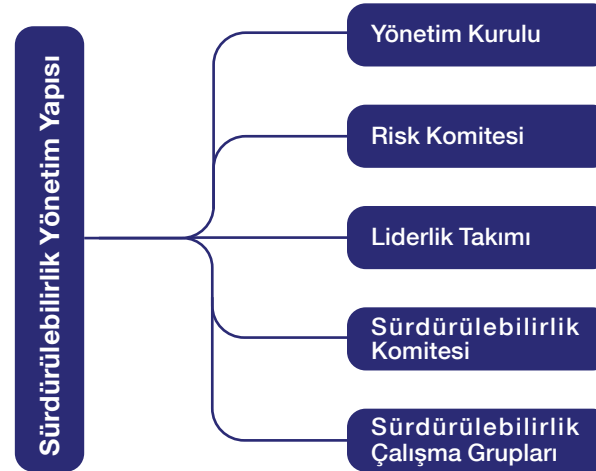 Sürdürülebilirlik Yönetim Yapısı
Yönetim Kurulu
Risk Komitesi
Liderlik Takımı
Sürdürülebilirlik
Komitesi
Sürdürülebilirlik
Çalışma Grupları